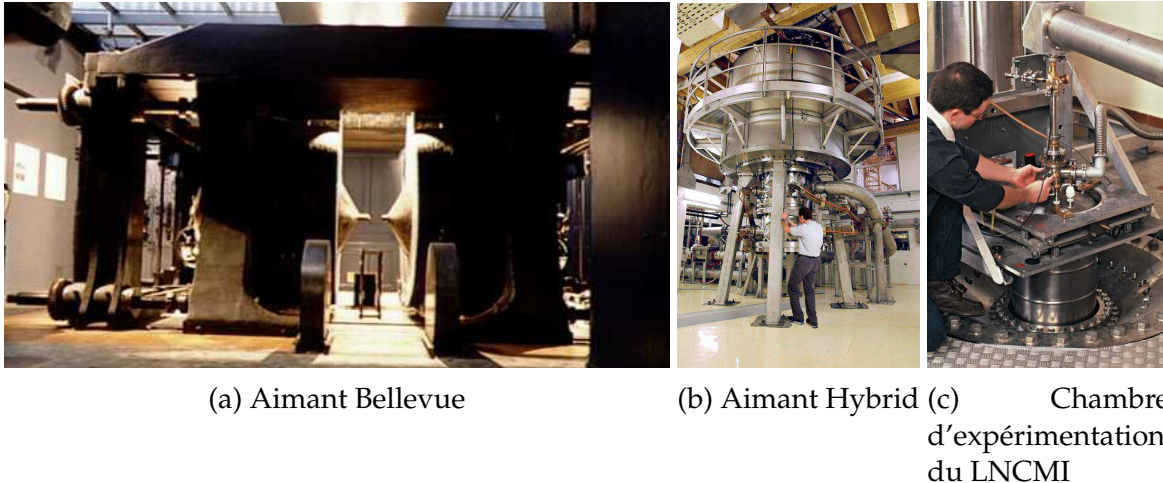 (a) Aimant Bellevue
(b) Aimant Hybrid
(c) Chambre
d'expérimentation
du LNCMI